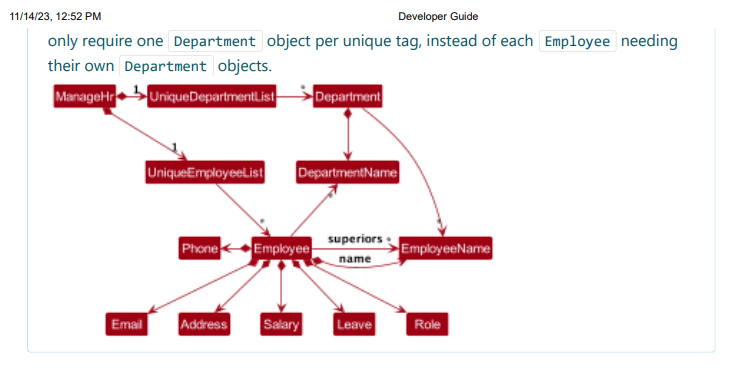 11/14/23, 12:52 PM Developer Guide
only require one Department object per unique tag, instead of each Employee needing
their own Department objects.
ManageHr 1 UniqueDepartmentList * Department
1
UniqueEmployeeList DepartmentName
* * *
Phone Employee superiors * EmployeeName
name
Email Address Salary Leave Role